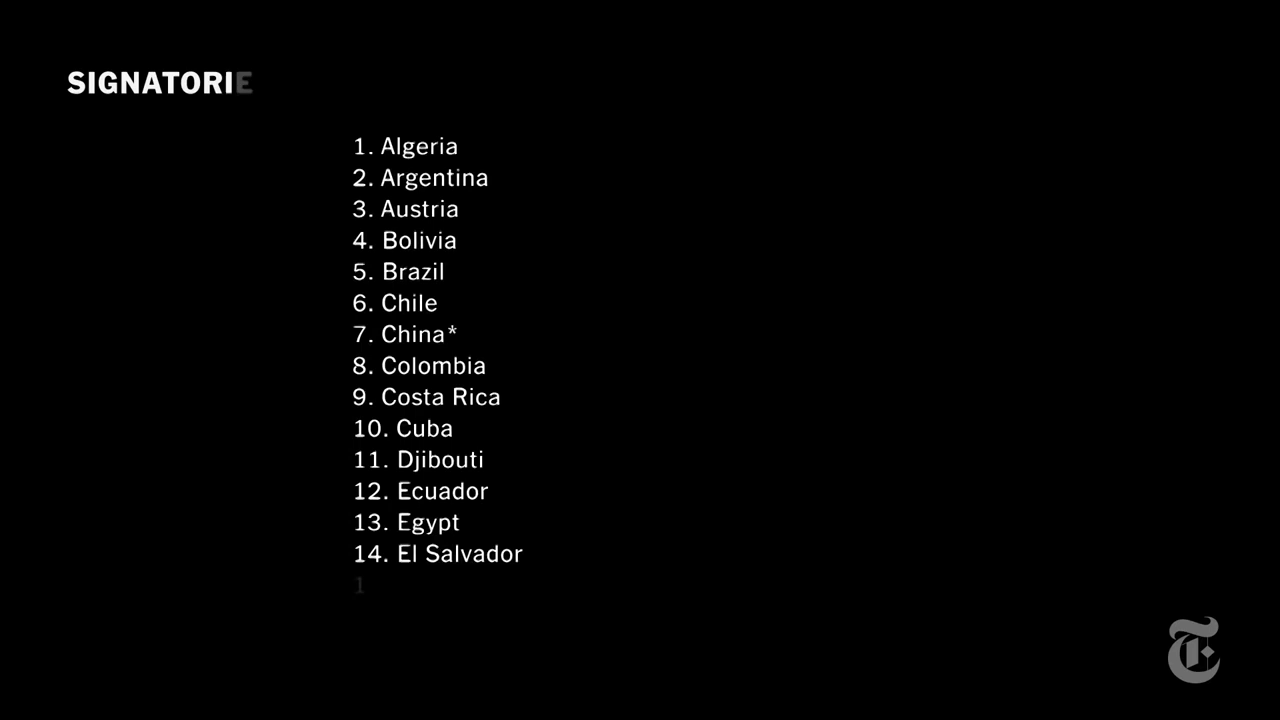 SIGNATORIE
1. Algeria
2. Argentina
3. Austria
4. Bolivia
5. Brazil
6. Chile
7. China*
8. Colombia
9. Costa Rica
10. Cuba
11. Djibouti
12. Ecuador
13. Egypt
14. El Salvador
1
T